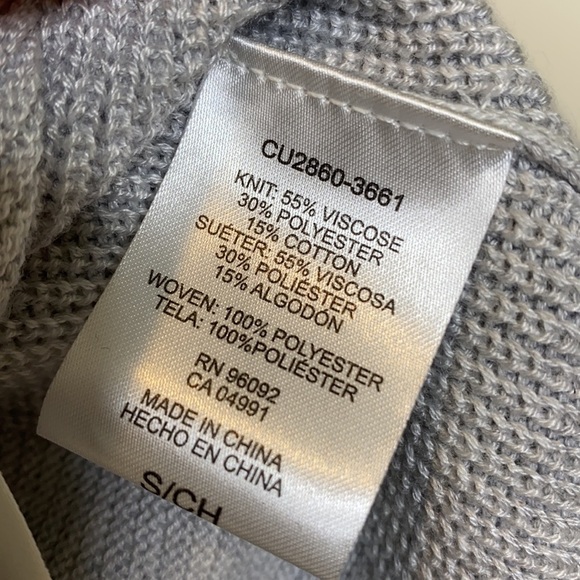 CU2860-3661
KNIT: 55% VISCOSE
30% POLYESTER
15% COTTON
SUÉTER: 55% VISCOSA
30% POLIÉSTER
15% ALGODÓN
WOVEN: 100% POLYESTER
TELA: 100%POLIÉSTER
RN 96092
CA 04991
MADE IN CHINA
HECHO EN CHINA
S/CH